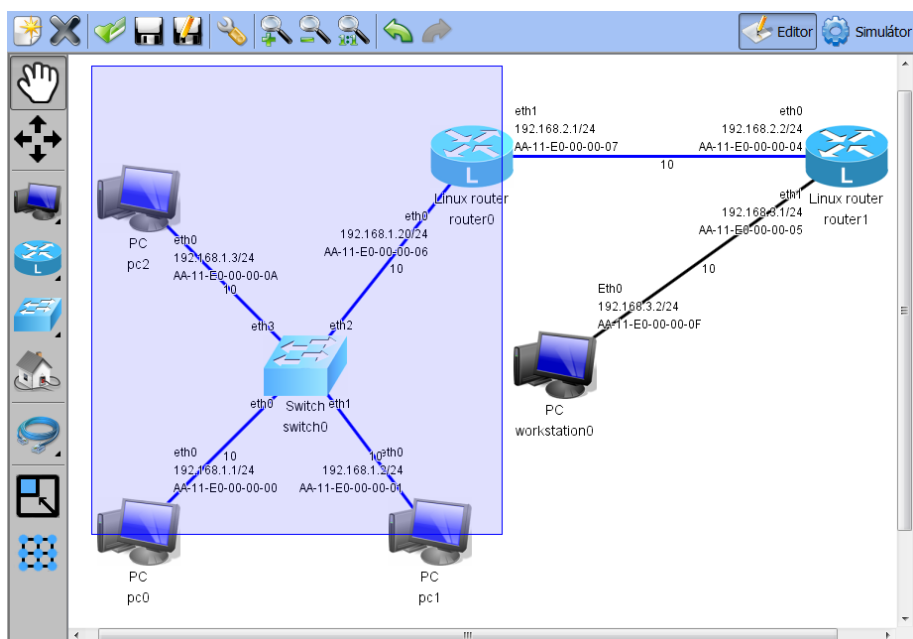 Editor
Simulátor
eth1
192.168.2.1/24
AA-11-E0-00-00-07
10
eth0
192.168.2.2/24
AA-11-E0-00-00-04
L
Linux router
router0
L
Linux router
router1
eth1
192.168.3.1/24
AA-11-E0-00-00-05
10
eth0
192.168.1.20/24
AA-11-E0-00-00-06
10
PC
pc2
eth0
192.168.1.3/24
AA-11-E0-00-00-0A
10
L
Eth0
192.168.3.2/24
AA-11-E0-00-00-0F
eth3
eth2
Switch
switch0
eth0
eth1
PC
workstation0
eth0
10
192.168.1.1/24
AA-11-E0-00-00-00
10
eth0
192.168.1.2/24
AA-11-E0-00-00-01
PC
pc0
PC
pc1